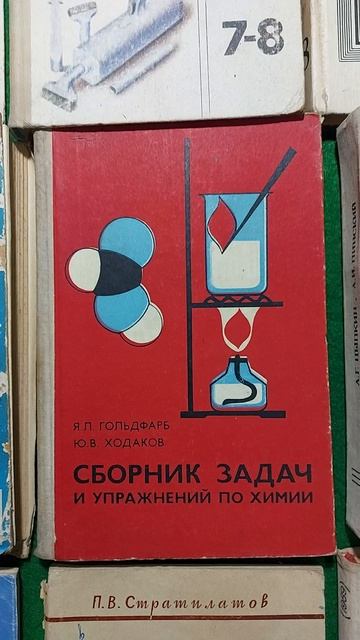 7-8
Я.Л. ГОЛЬДФАРБ
Ю.В. ХОДАКОВ
СБОРНИК ЗАДАЧ
И УПРАЖНЕНИЙ ПО ХИМИИ
П.В. Стратилатов